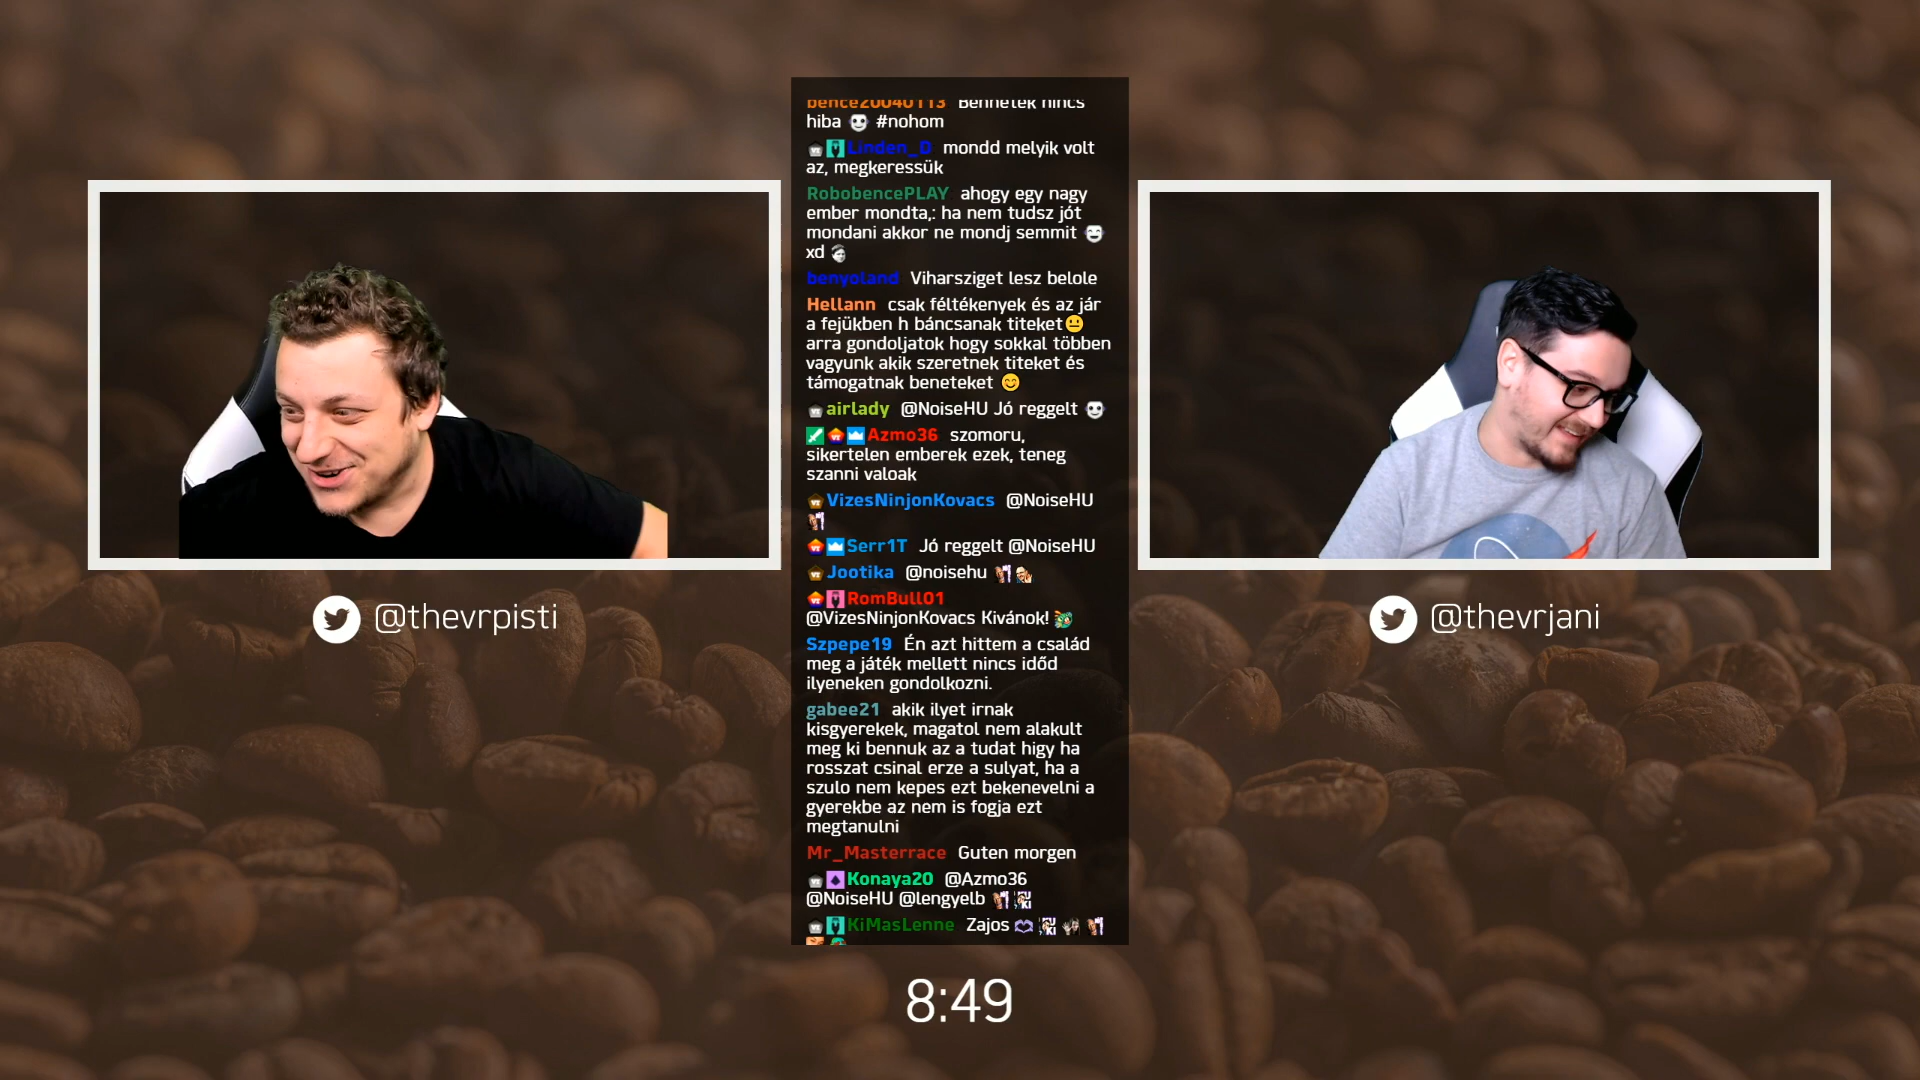 bence20040113 Bennetek nincs
hiba #nohom
Linden_D mondd melyik volt
az, megkeressük
RobobencePLAY ahogy egy nagy
ember mondta,: ha nem tudsz jót
mondani akkor ne mondj semmit
xd
benyoland Viharsziget lesz belole
Hellann csak féltékenyek és az jár
a fejükben h báncsanak titeket
arra gondoljatok hogy sokkal többen
vagyunk akik szeretnek titeket és
támogatnak beneteket
airlady @NoiseHU Jó reggelt
Azmo36 szomoru,
sikertelen emberek ezek, teneg
szanni valoak
VizesNinjonKovacs @NoiseHU
Serr1T Jó reggelt @NoiseHU
Jootika @noisehu
RomBull01
@VizesNinjonKovacs Kivánok!
Szpepe19 Én azt hittem a család
meg a játék mellett nincs időd
ilyeneken gondolkozni.
gabee21 akik ilyet irnak
kisgyerekek, magatol nem alakult
meg ki bennuk az a tudat higy ha
rosszat csinal erze a sulyat, ha a
szulo nem kepes ezt bekenevelni a
gyerekbe az nem is fogja ezt
megtanulni
Mr_Masterrace Guten morgen
Konaya20 @Azmo36
@NoiseHU @lengyelb
KiMasLenne Zajos
@thevrpisti
@thevrjani
8:49